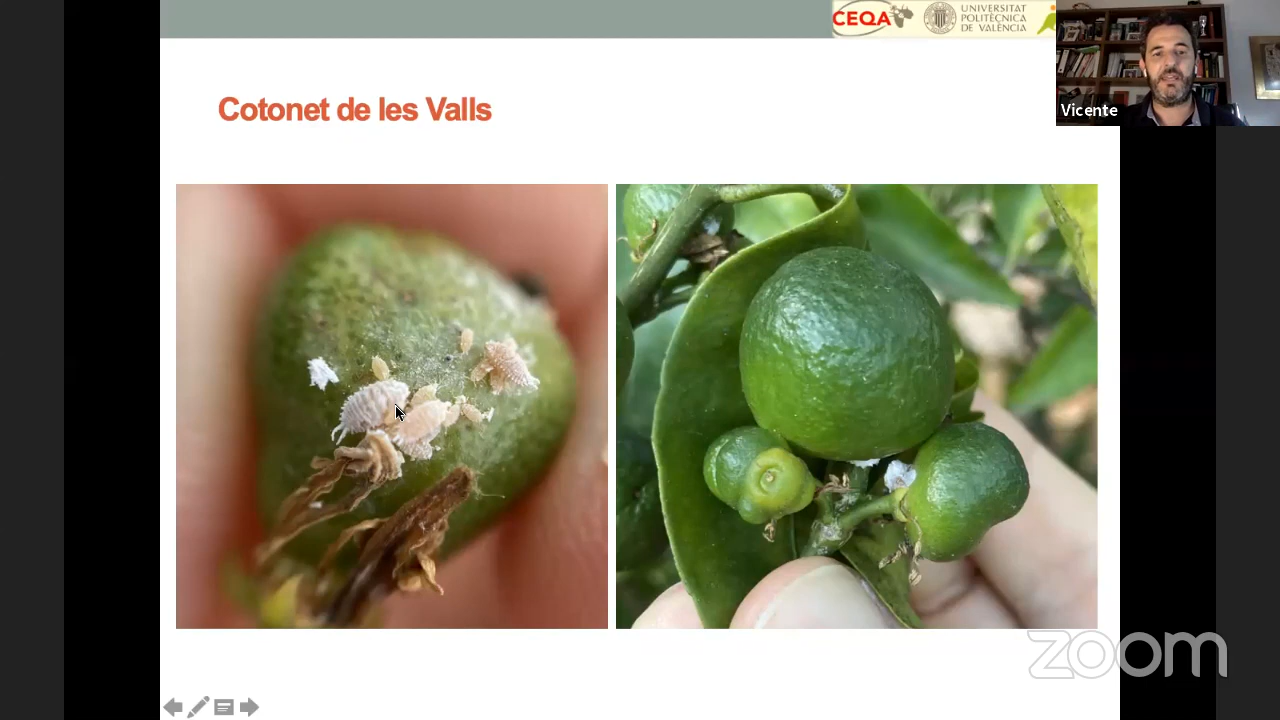 CEQA
UNIVERSITAT
POLITÈCNICA
DE VALÈNCIA
Vicente
Cotonet de les Valls
zoom